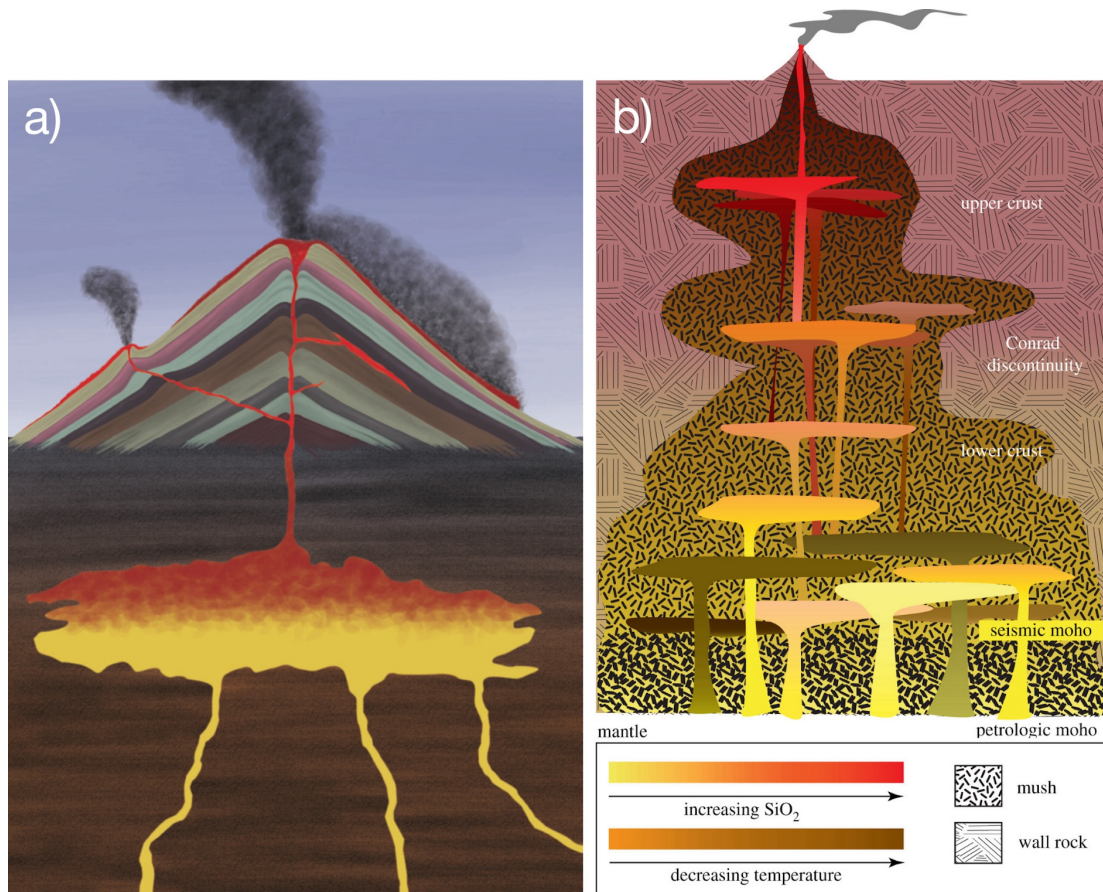 a)
b)
upper crust
Conrad
discontinuity
lower crust
seismic moho
mantle
petrologic moho
increasing SiO₂
mush
wall rock
decreasing temperature